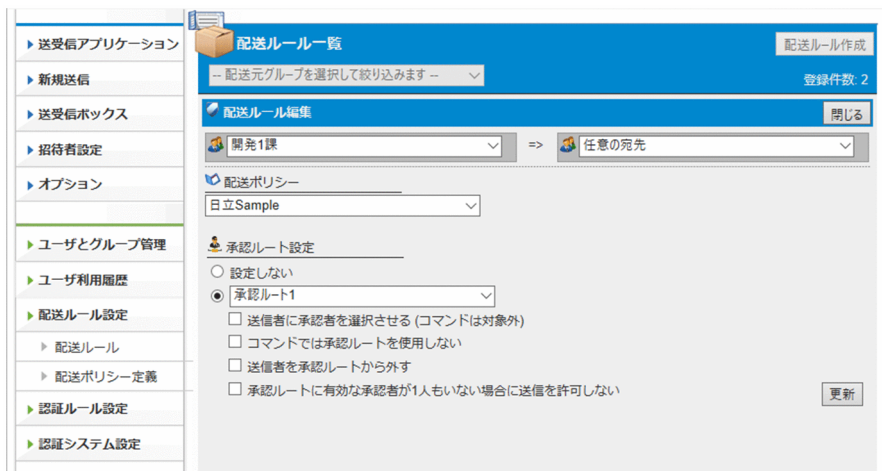 送受信アプリケーション
新規送信
送受信ボックス
招待者設定
オプション
ユーザとグループ管理
ユーザ利用履歴
配送ルール設定
配送ルール
配送ポリシー定義
認証ルール設定
認証システム設定
配送ルール一覧
配送ルール作成
-- 配送元グループを選択して絞り込みます --
登録件数: 2
配送ルール編集
閉じる
開発1課
=>
任意の宛先
配送ポリシー
日立Sample
承認ルート設定
設定しない
承認ルート1
送信者に承認者を選択させる (コマンドは対象外)
コマンドでは承認ルートを使用しない
送信者を承認ルートから外す
承認ルートに有効な承認者が1人もいない場合に送信を許可しない
更新